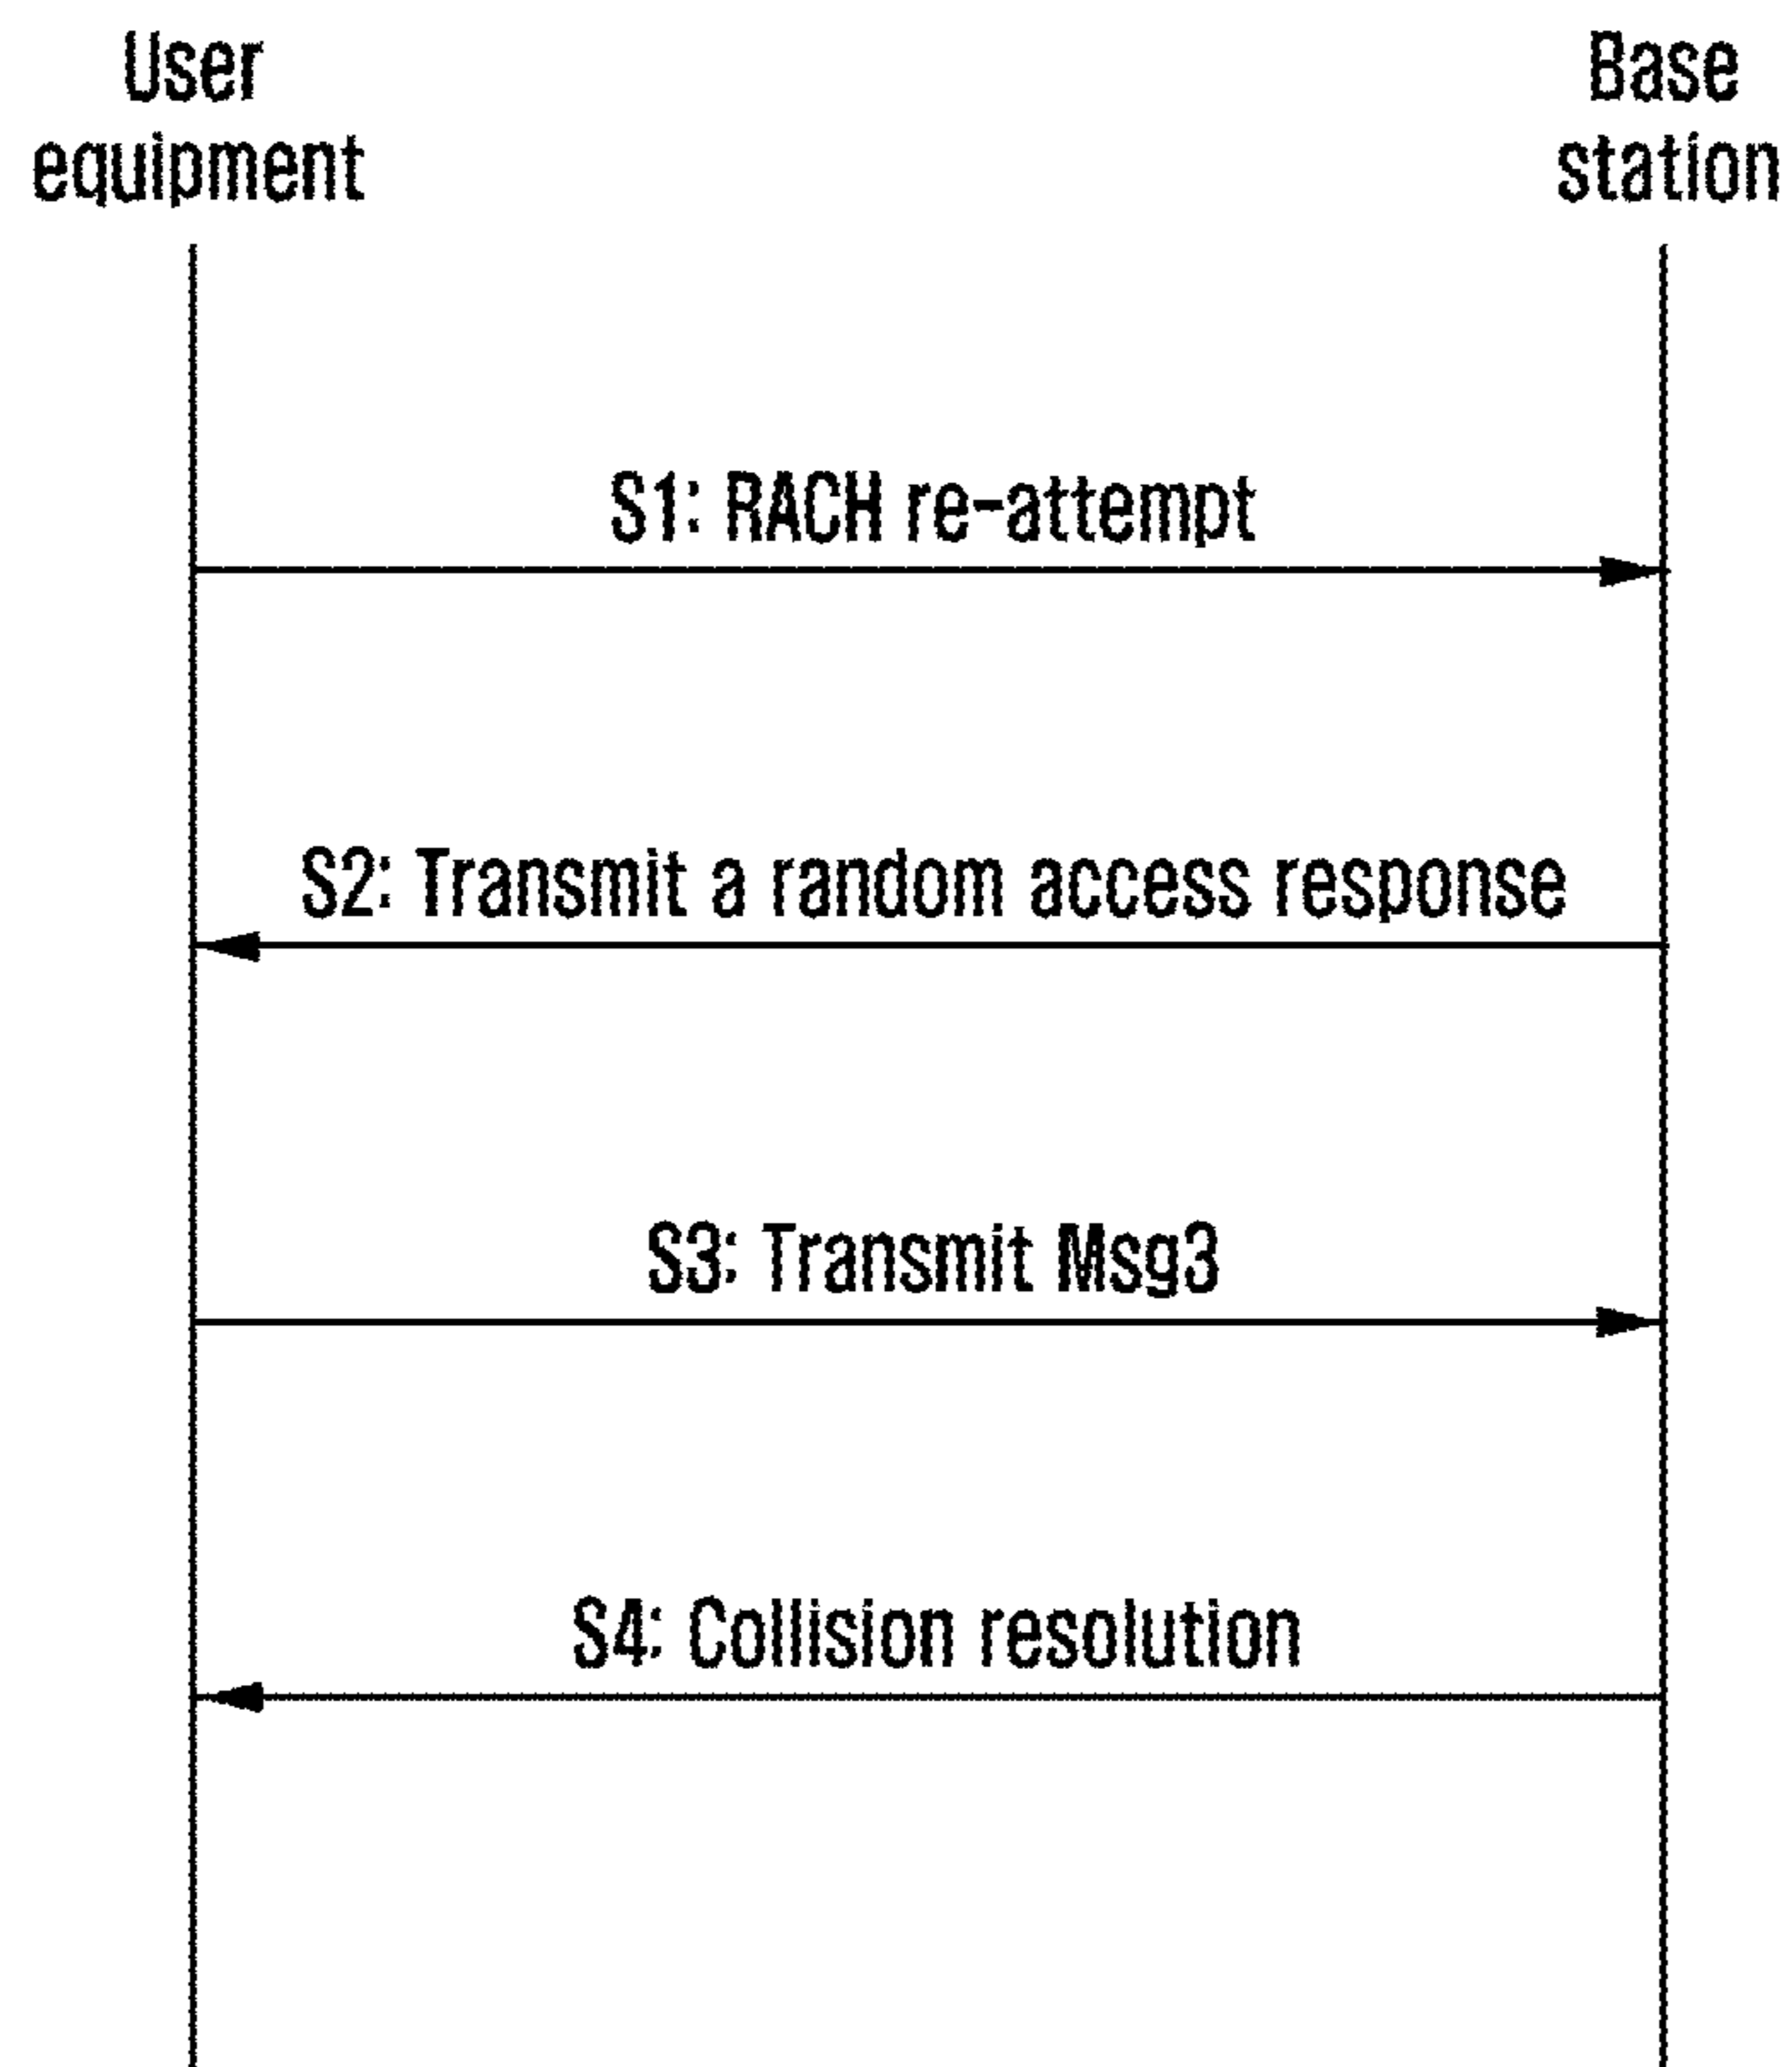 User
equipment
Base
station
S1: RACH re-attempt
S2: Transmit a random access response
S3: Transmit Msg3
S4: Collision resolution